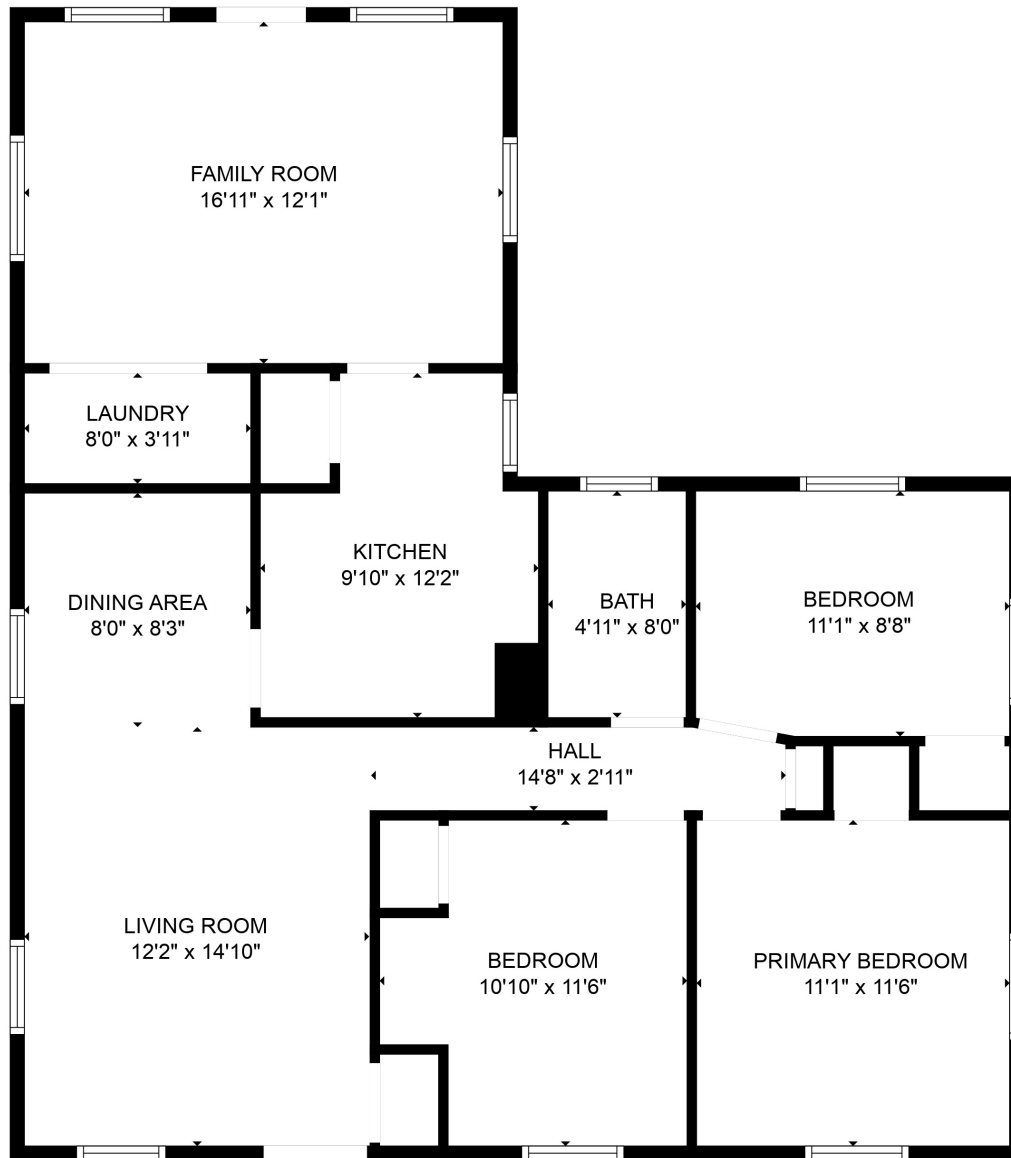 FAMILY ROOM
16'11" x 12'1"
LAUNDRY
8'0" x 3'11"
KITCHEN
9'10" x 12'2"
DINING AREA
8'0" x 8'3"
BATH
4'11" x 8'0"
BEDROOM
11'1" x 8'8"
HALL
14'8" x 2'11"
LIVING ROOM
12'2" x 14'10"
BEDROOM
10'10" x 11'6"
PRIMARY BEDROOM
11'1" x 11'6"